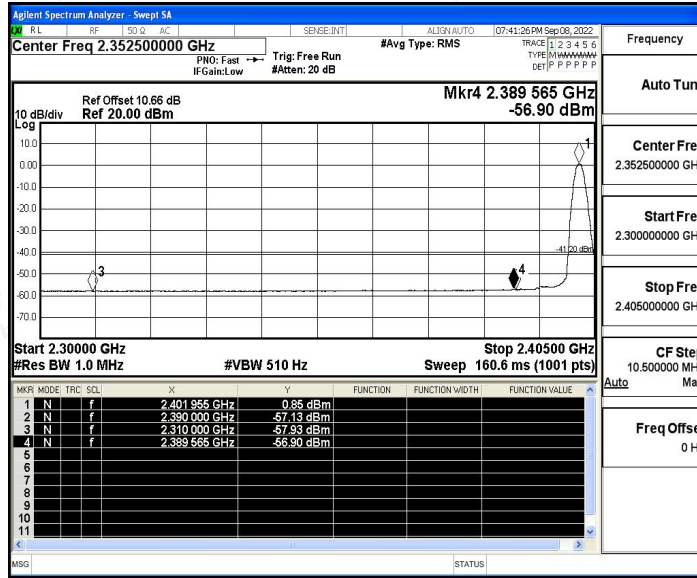 Agilent Spectrum Analyzer - Swept SA
LXI RL RF 50 Ω AC SENSE:INT ALIGN AUTO 07:41:26 PM Sep 08, 2022
Center Freq 2.352500000 GHz #Avg Type: RMS TRACE 1 2 3 4 5 6
PNO: Fast Trig: Free Run TYPE M WWWWW
IFGain:Low #Atten: 20 dB DET P P P P P P
Frequency
Auto Tun
Mkr4 2.389 565 GHz
Ref Offset 10.66 dB
10 dB/div Ref 20.00 dBm -56.90 dBm
Log
10.0
0.00
-10.0
-20.0
-30.0
-40.0
-50.0
-60.0
-70.0
1
-41.20 dBm
3
4
Center Fre
2.352500000 GH
Start Fre
2.300000000 GH
Stop Fre
2.405000000 GH
CF Ste
10.500000 MH
Auto Ma
Freq Offse
0 H
Start 2.30000 GHz Stop 2.40500 GHz
#Res BW 1.0 MHz #VBW 510 Hz Sweep 160.6 ms (1001 pts)
MKR MODE TRC SCL X Y FUNCTION FUNCTION WIDTH FUNCTION VALUE
1 N f 2.401 955 GHz 0.85 dBm
2 N f 2.390 000 GHz -57.13 dBm
3 N f 2.310 000 GHz -57.93 dBm
4 N f 2.389 565 GHz -56.90 dBm
5
6
7
8
9
10
11
MSG STATUS